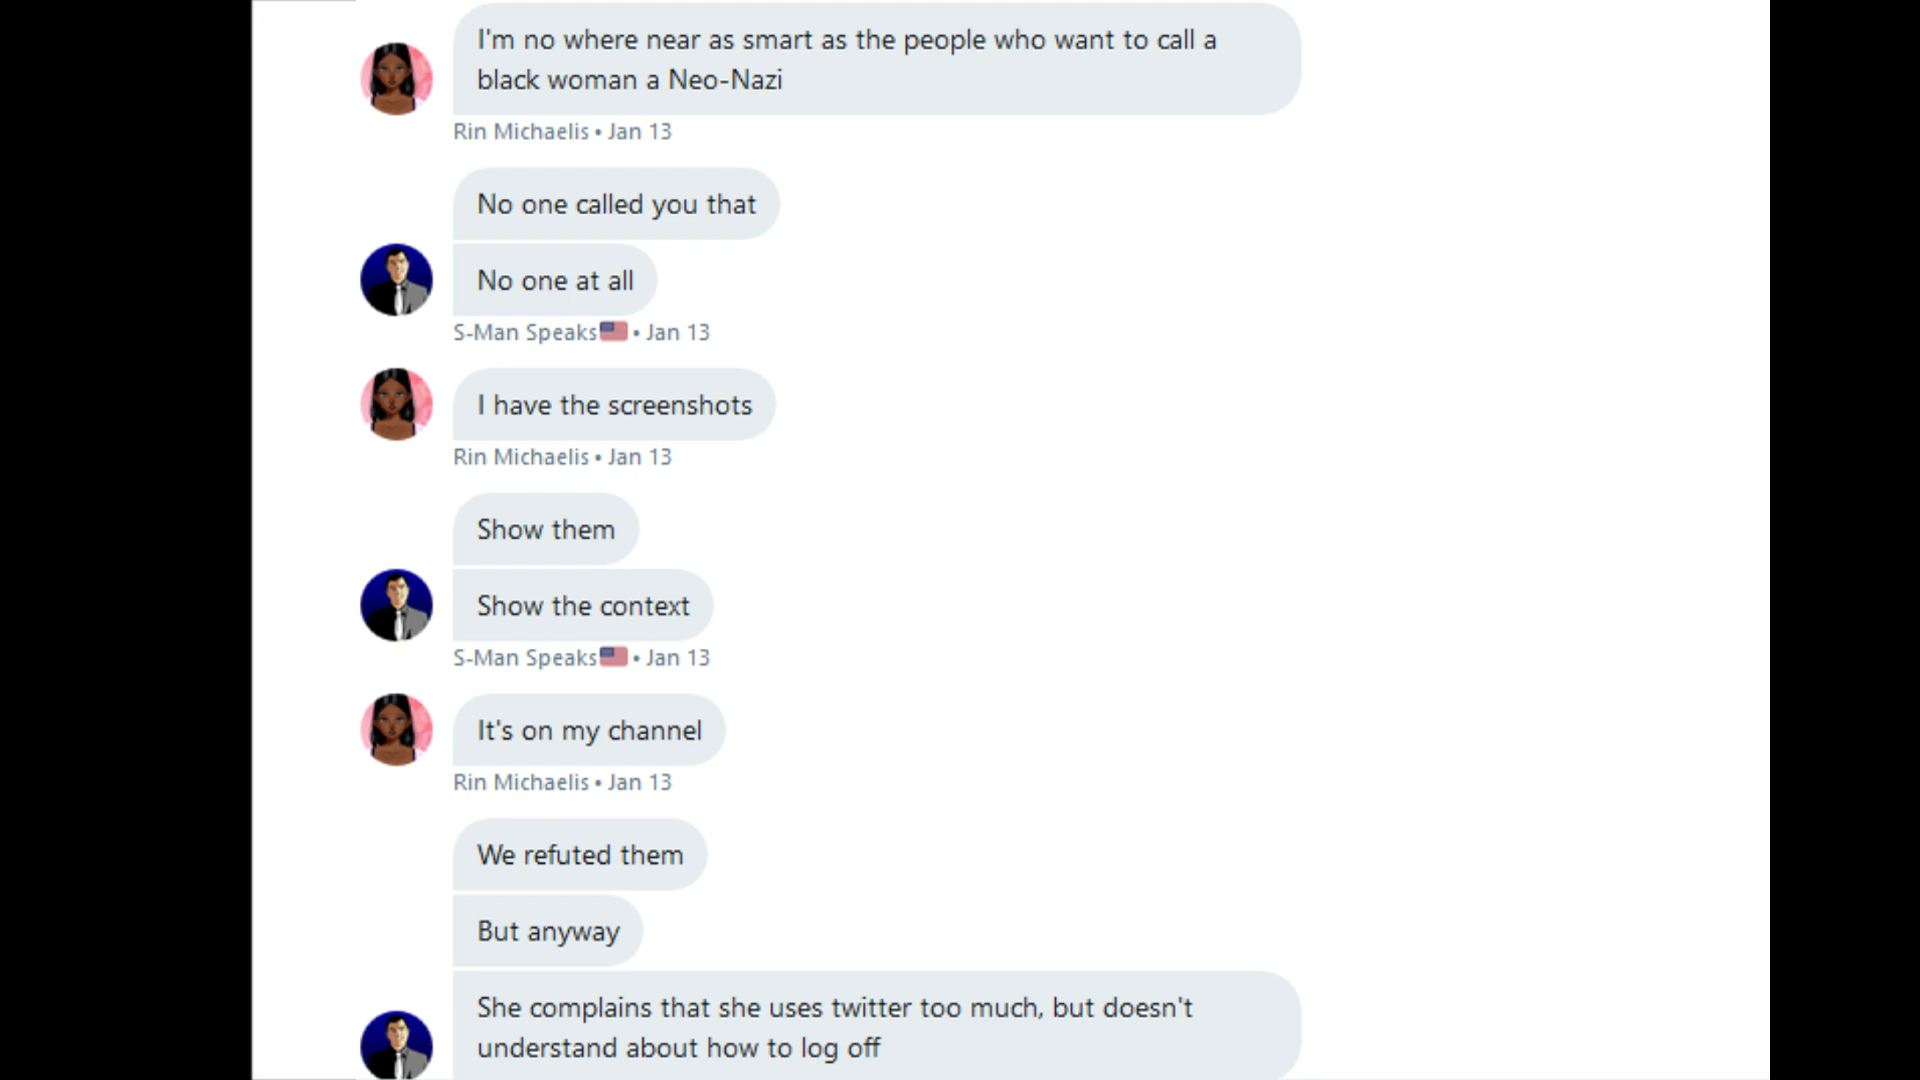 I'm no where near as smart as the people who want to call a
black woman a Neo-Nazi
Rin Michaelis • Jan 13
No one called you that
No one at all
S-Man Speaks🇺🇸 • Jan 13
I have the screenshots
Rin Michaelis • Jan 13
Show them
Show the context
S-Man Speaks🇺🇸 • Jan 13
It's on my channel
Rin Michaelis • Jan 13
We refuted them
But anyway
She complains that she uses twitter too much, but doesn't
understand about how to log off